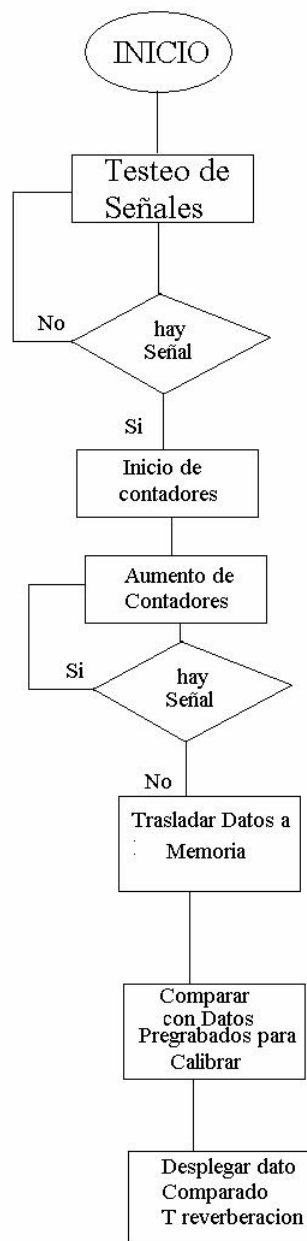 INICIO
Testeo de
Señales
No
hay
Señal
Si
Inicio de
contadores
Aumento de
Contadores
Si
hay
Señal
No
Trasladar Datos a
Memoria
Comparar
con Datos
Pregrabados para
Calibrar
Desplegar dato
Comparado
T reverberacion